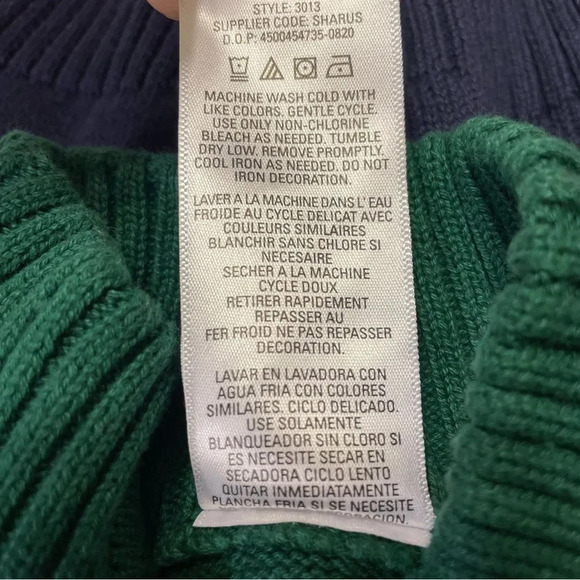 STYLE: 3013
SUPPLIER CODE: SHARUS
D.O.P: 4500454735-0820
MACHINE WASH COLD WITH
LIKE COLORS. GENTLE CYCLE.
USE ONLY NON-CHLORINE
BLEACH AS NEEDED. TUMBLE
DRY LOW. REMOVE PROMPTLY.
COOL IRON AS NEEDED. DO NOT
IRON DECORATION.
LAVER A LA MACHINE DANS L' EAU
FROIDE AU CYCLE DELICAT AVEC
COULEURS SIMILAIRES
BLANCHIR SANS CHLORE SI
NECESAIRE
SECHER A LA MACHINE
CYCLE DOUX
RETIRER RAPIDEMENT
REPASSER AU
FER FROID NE PAS REPASSER
DECORATION.
LAVAR EN LAVADORA CON
AGUA FRIA CON COLORES
SIMILARES. CICLO DELICADO.
USE SOLAMENTE
BLANQUEADOR SIN CLORO SI
ES NECESITE SECAR EN
SECADORA CICLO LENTO
QUITAR INMEDIATAMENTE
PLANCHA FRIA SI SE NECESITE